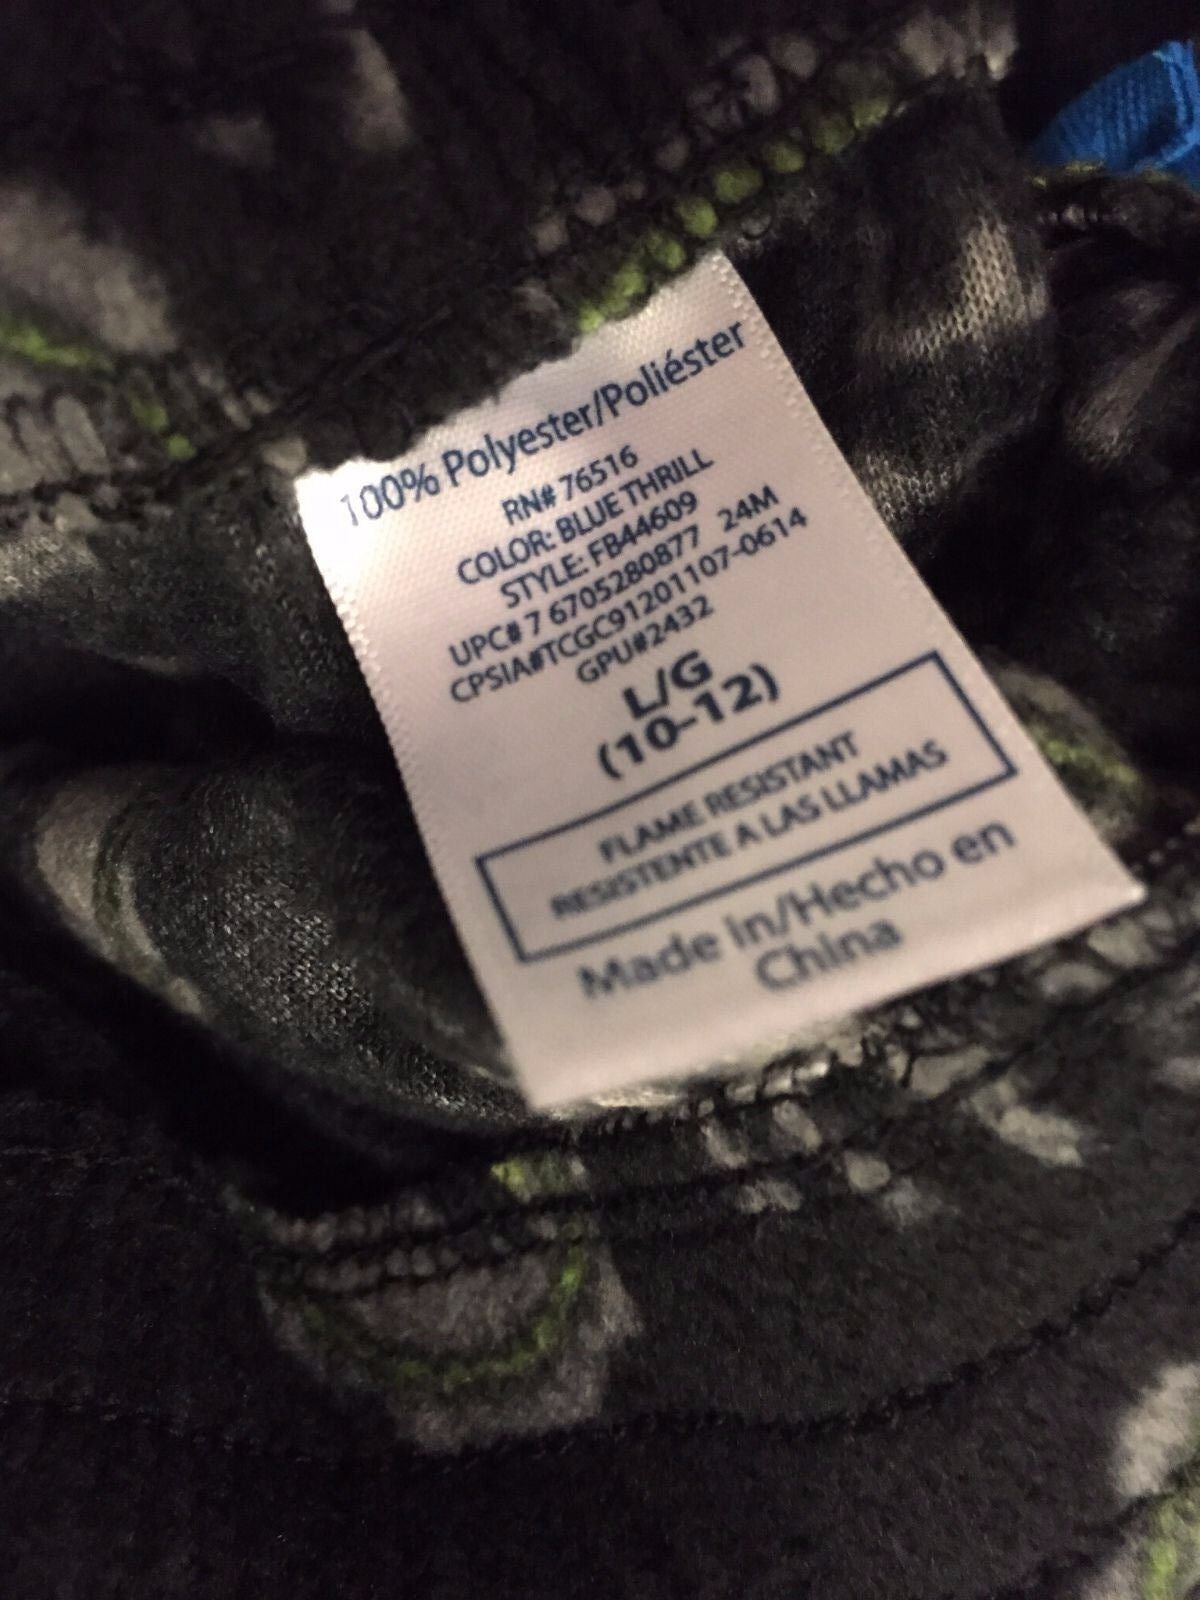 100% Polyester/Poliéster
RN# 76516
COLOR: BLUE THRILL
STYLE: FB44609
UPC# 7 6705280877 24M
CPSIA#TCGC91201107-0614
GPU#2432
L/G
(10-12)
FLAME RESISTANT
RESISTENTE A LAS LLAMAS
Made In/Hecho en
China